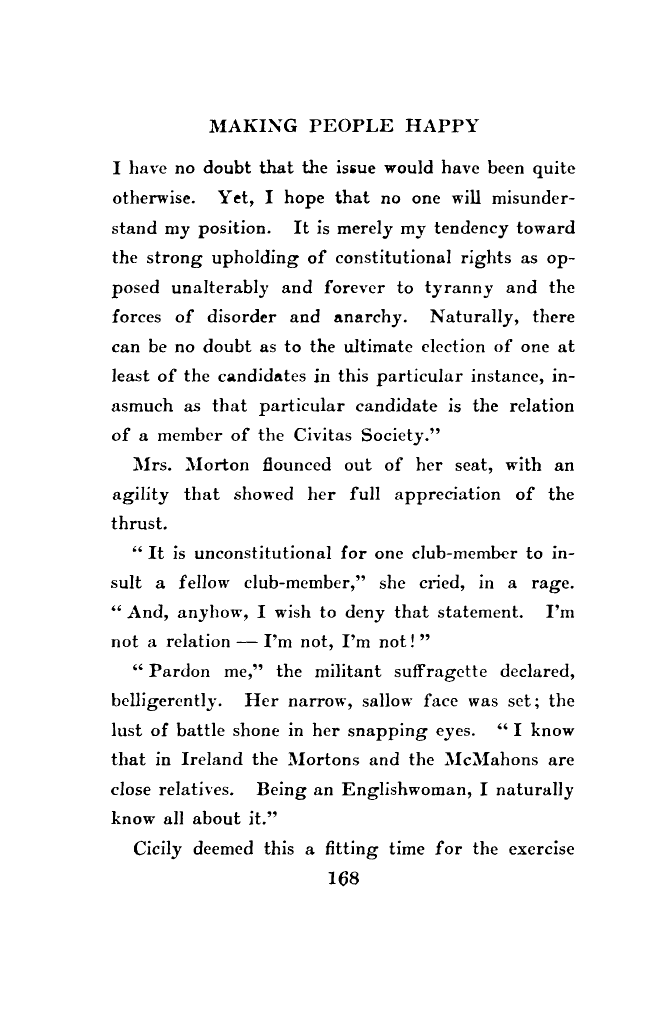 MAKING PEOPLE HAPPY
I have no doubt that the issue would have been quite
otherwise. Yet, I hope that no one will misunder-
stand my position. It is merely my tendency toward
the strong upholding of constitutional rights as op-
posed unalterably and forever to tyranny and the
forces of disorder and anarchy. Naturally, there
can be no doubt as to the ultimate election of one at
least of the candidates in this particular instance, in-
asmuch as that particular candidate is the relation
of a member of the Civitas Society.”
Mrs. Morton flounced out of her seat, with an
agility that showed her full appreciation of the
thrust.
“ It is unconstitutional for one club-member to in-
sult a fellow club-member,” she cried, in a rage.
“ And, anyhow, I wish to deny that statement. I’m
not a relation — I’m not, I’m not! ”
“ Pardon me,” the militant suffragette declared,
belligerently. Her narrow, sallow face was set; the
lust of battle shone in her snapping eyes. “ I know
that in Ireland the Mortons and the McMahons are
close relatives. Being an Englishwoman, I naturally
know all about it.”
Cicily deemed this a fitting time for the exercise
168